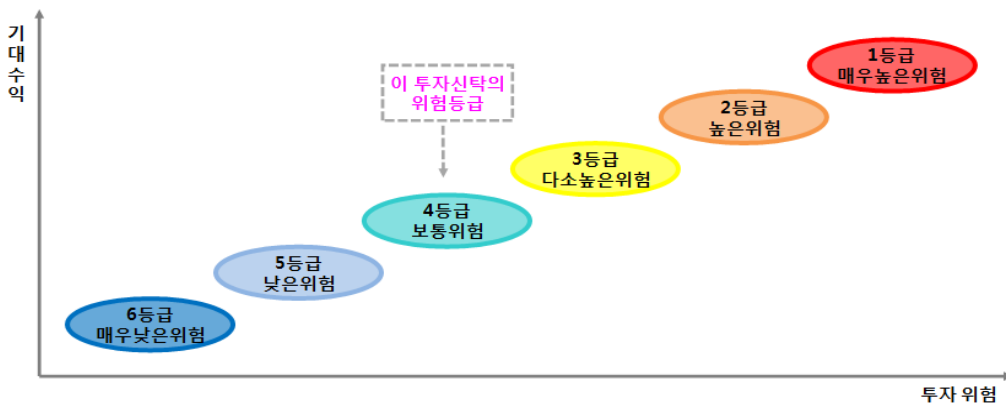 기
대
수
익
1등급
매우높은위험
이 투자신탁의
위험등급
2등급
높은위험
3등급
다소높은위험
4등급
보통위험
5등급
낮은위험
6등급
매우낮은위험
투자 위험